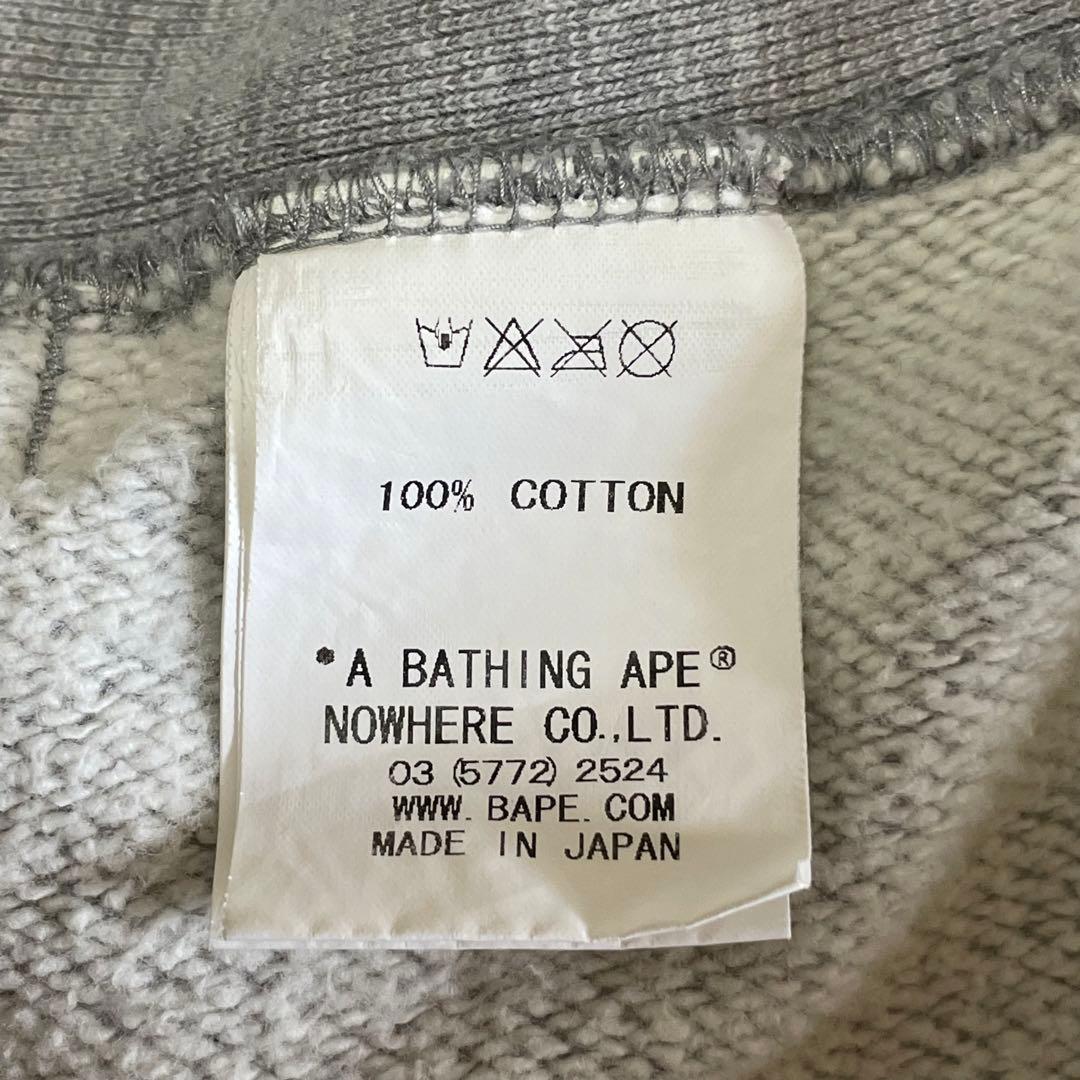 100% COTTON
*A BATHING APE®
NOWHERE CO.,LTD.
03 (5772) 2524
WWW. BAPE. COM
MADE IN JAPAN